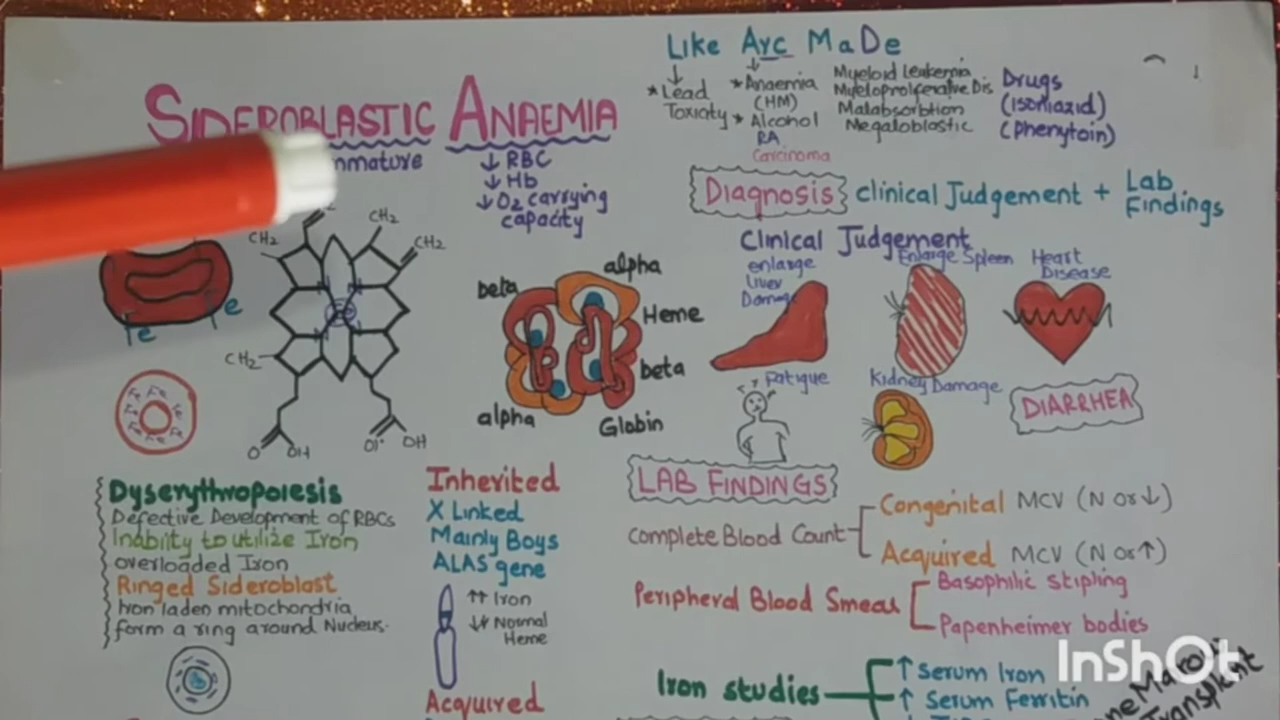 Like Arc MaDe
*Lead
Toxicity
*Anaemia
(HM)
*Alcohol
RA
Carcinoma
Myeloid Leukemia
Myeloproliferative Dis
Malabsorbtion
Megaloblastic
Drugs
(isoniazid)
(Phenytoin)
SIDEROBLASTIC ANAEMIA
mmature
↓ RBC
↓ Hb
↓ O2 carrying
capacity
Diagnosis clinical Judgement + Lab
Findings
Clinical Judgement
enlarge
Liver
Damag
Enlarge Spleen
Heart
Disease
Fatigue
Kidney Damage
DIARRHEA
Fe
Fe
CH2
CH2
CH2
CH2
O
OH
OH
beta
alpha
Heme
beta
alpha
Globin
Dyserythropoiesis
Defective Development of RBCs
Inabilty to utilize Iron
overloaded Iron
Ringed Sideroblast
Iron laden mitochondria
form a ring around Nucleus.
Inherited
X Linked
Mainly Boys
ALAS gene
↑↑ Iron
↓↓ Normal
Heme
Acquired
LAB FINDINGS
Complete Blood Count
Congenital MCV (N or ↓)
Acquired MCV (N or ↑)
Peripheral Blood Smear
Basophilic stipling
Papenheimer bodies
Iron studies
↑ Serum Iron
↑ Serum Ferritin
Transplant
InShOt